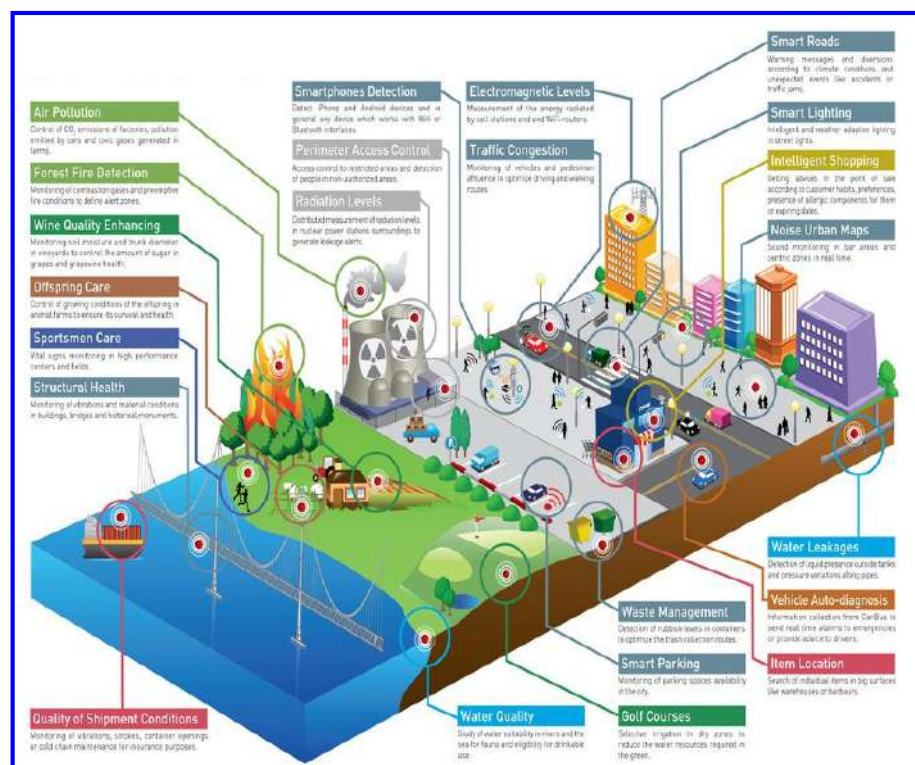 Smart Roads
Warning messages and diversions
according to climate conditions and
unexpected events like accidents or
traffic jams.
Smartphones Detection
Detect iPhone and Android devices and in
general any device which works with Wifi or
Bluetooth interfaces.
Electromagnetic Levels
Measurement of the energy radiated
by cell stations and and WiFi routers.
Smart Lighting
Intelligent and weather adaptive lighting
in street lights.
Air Pollution
Control of CO₂ emissions of factories, pollution
emitted by cars and toxic gases generated in
farms.
Perimeter Access Control
Access control to restricted areas and detection
of people in non-authorized areas.
Traffic Congestion
Monitoring of vehicles and pedestrian
affluence to optimize driving and walking
routes.
Intelligent Shopping
Getting advices in the point of sale
according to customer habits, preferences,
presence of allergic components for them
or expiring dates.
Forest Fire Detection
Monitoring of combustion gases and preemptive
fire conditions to define alert zones.
Radiation Levels
Distributed measurement of radiation levels
in nuclear power stations surroundings to
generate leakage alerts.
Wine Quality Enhancing
Monitoring soil moisture and trunk diameter
in vineyards to control the amount of sugar in
grapes and grapevine health.
Noise Urban Maps
Sound monitoring in bar areas and
centric zones in real time.
Offspring Care
Control of growing conditions of the offspring in
animal farms to ensure its survival and health.
Sportsmen Care
Vital signs monitoring in high performance
centers and fields.
Structural Health
Monitoring of vibrations and material conditions
in buildings, bridges and historical monuments.
Water Leakages
Detection of liquid presence outside tanks
and pressure variations along pipes.
Vehicle Auto-diagnosis
Information collection from CanBus to
send real time alarms to emergencies
or provide advice to drivers.
Waste Management
Detection of rubbish levels in containers
to optimize the trash collection routes.
Smart Parking
Monitoring of parking spaces availability
in the city.
Item Location
Search of individual items in big surfaces
like warehouses or harbours.
Quality of Shipment Conditions
Monitoring of vibrations, strokes, container openings
or cold chain maintenance for insurance purposes.
Water Quality
Study of water suitability in rivers and the
sea for fauna and eligibility for drinkable
use.
Golf Courses
Selective irrigation in dry zones to
reduce the water resources required in
the green.